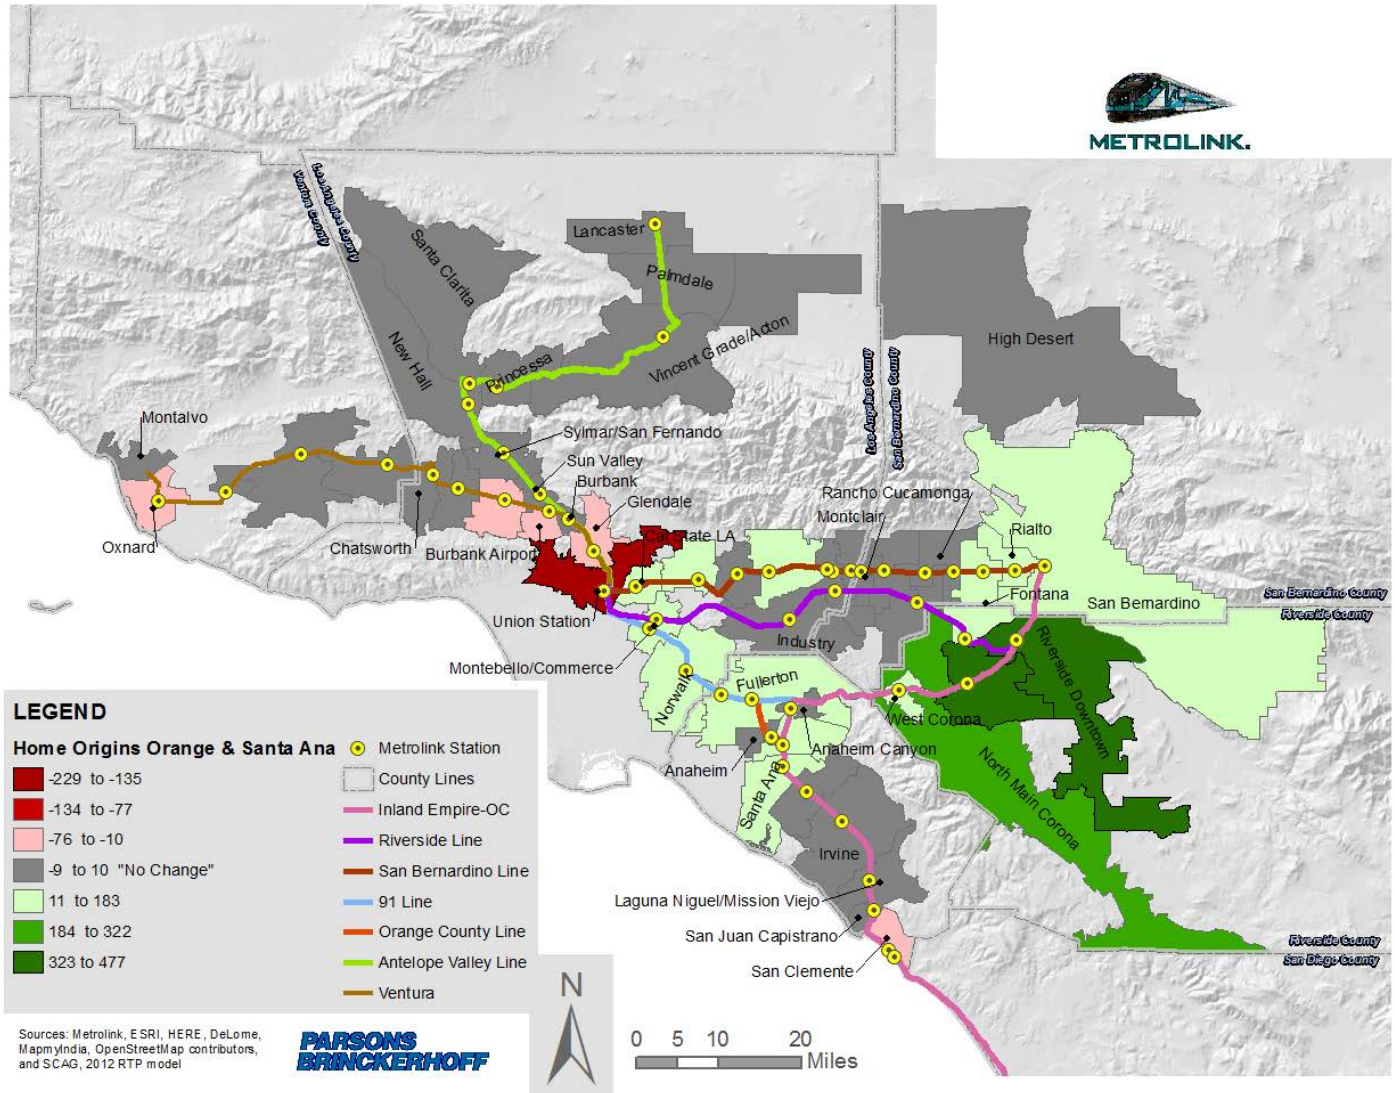 METROLINK.
Los Angeles County
Ventura County
Lancaster
Santa Clarita
Palmdale
High Desert
Vincent Grade/Acton
Princessa
New Hall
Los Angeles County
San Bernardino County
Montalvo
Sylmar/San Fernando
Sun Valley
Burbank
Rancho Cucamonga
Glendale
Montclair
Rialto
Cal State LA
Oxnard
Chatsworth
Burbank Airport
Fontana
San Bernardino
San Bernardino County
Riverside County
Union Station
Industry
Riverside Downtown
Montebello/Commerce
Norwalk
Fullerton
West Corona
Anaheim Canyon
Anaheim
North Main Corona
Santa Ana
Irvine
Laguna Niguel/Mission Viejo
San Juan Capistrano
San Clemente
Riverside County
San Diego County
LEGEND
Home Origins Orange & Santa Ana
-229 to -135
-134 to -77
-76 to -10
-9 to 10 "No Change"
11 to 183
184 to 322
323 to 477
Metrolink Station
County Lines
Inland Empire-OC
Riverside Line
San Bernardino Line
91 Line
Orange County Line
Antelope Valley Line
Ventura
Sources: Metrolink, ESRI, HERE, DeLome,
MapmyIndia, OpenStreetMap contributors,
and SCAG, 2012 RTP model
PARSONS
BRINCKERHOFF
N
0 5 10 20
Miles